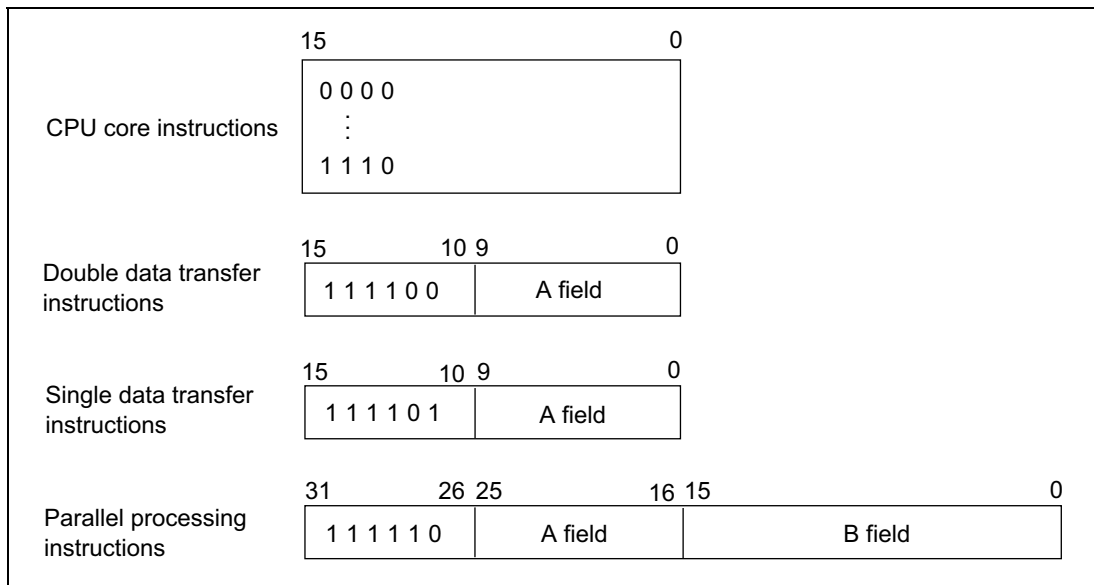 15 0
CPU core instructions
0 0 0 0
⋮
1 1 1 0
15 10 9 0
Double data transfer
instructions
1 1 1 1 0 0 A field
15 10 9 0
Single data transfer
instructions
1 1 1 1 0 1 A field
31 26 25 16 15 0
Parallel processing
instructions
1 1 1 1 1 0 A field B field